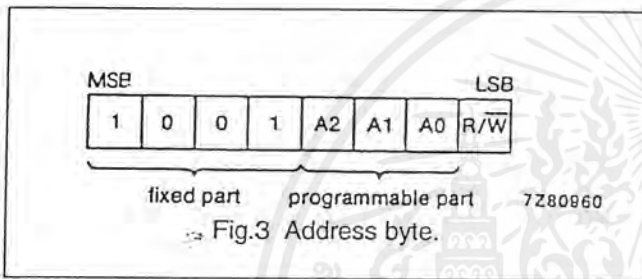 MSB LSB
1 0 0 1 A2 A1 A0 R/W̅
fixed part programmable part 7Z80960
Fig.3 Address byte.